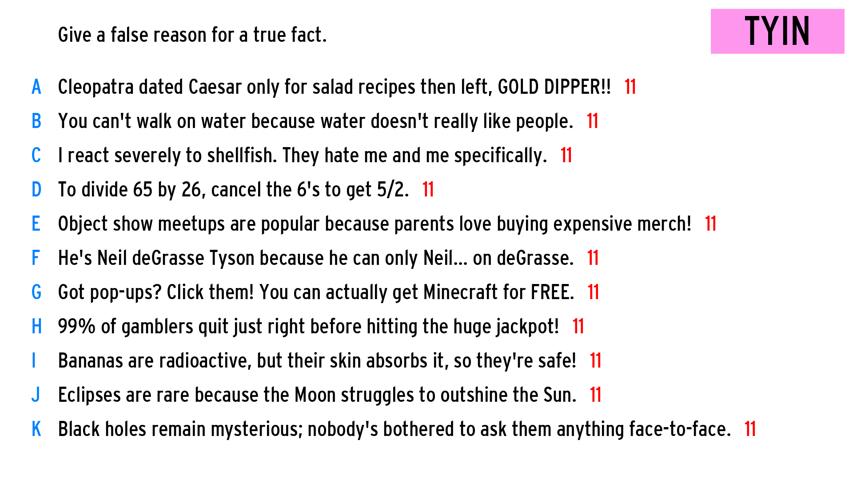 Give a false reason for a true fact.
TYIN
A Cleopatra dated Caesar only for salad recipes then left, GOLD DIPPER!! 11
B You can't walk on water because water doesn't really like people. 11
C I react severely to shellfish. They hate me and me specifically. 11
D To divide 65 by 26, cancel the 6's to get 5/2. 11
E Object show meetups are popular because parents love buying expensive merch! 11
F He's Neil deGrasse Tyson because he can only Neil... on deGrasse. 11
G Got pop-ups? Click them! You can actually get Minecraft for FREE. 11
H 99% of gamblers quit just right before hitting the huge jackpot! 11
I Bananas are radioactive, but their skin absorbs it, so they're safe! 11
J Eclipses are rare because the Moon struggles to outshine the Sun. 11
K Black holes remain mysterious; nobody's bothered to ask them anything face-to-face. 11